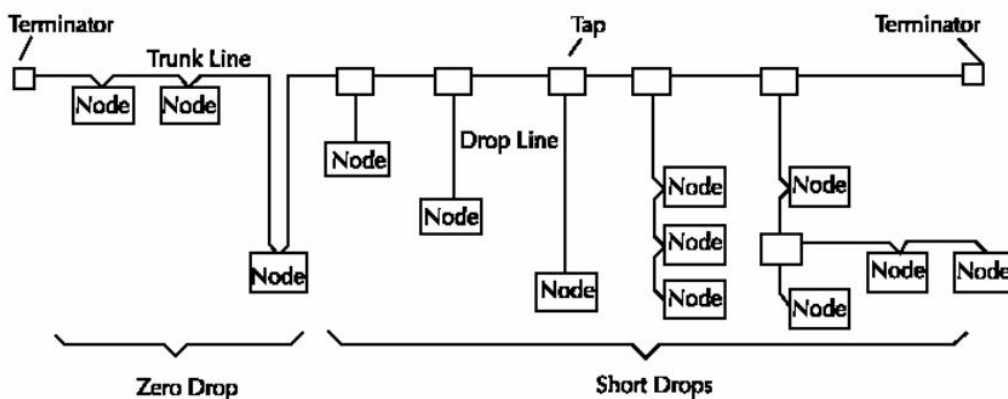 Terminator
Tap
Terminator
Trunk Line
Node
Node
Drop Line
Node
Node
Node
Node
Node
Node
Node
Node
Node
Node
Node
Node
Zero Drop
Short Drops